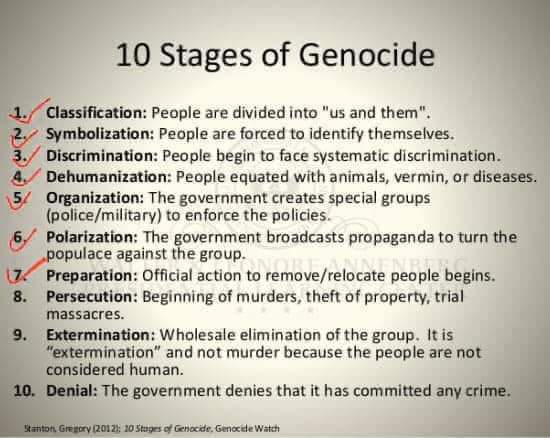 10 Stages of Genocide
1. Classification: People are divided into "us and them".
2. Symbolization: People are forced to identify themselves.
3. Discrimination: People begin to face systematic discrimination.
4. Dehumanization: People equated with animals, vermin, or diseases.
5. Organization: The government creates special groups
(police/military) to enforce the policies.
6. Polarization: The government broadcasts propaganda to turn the
populace against the group.
7. Preparation: Official action to remove/relocate people begins.
8. Persecution: Beginning of murders, theft of property, trial
massacres.
9. Extermination: Wholesale elimination of the group. It is
“extermination” and not murder because the people are not
considered human.
10. Denial: The government denies that it has committed any crime.
Stanton, Gregory (2012); 10 Stages of Genocide, Genocide Watch